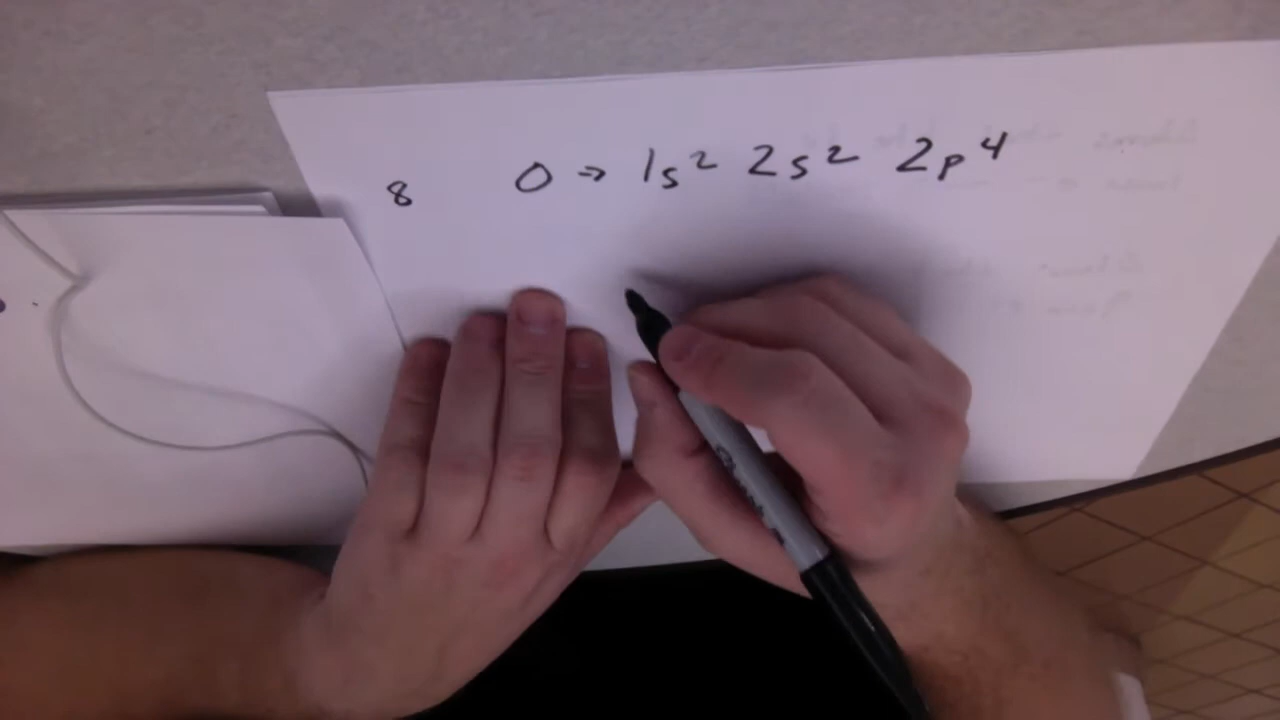 8 O → 1s² 2s² 2p⁴